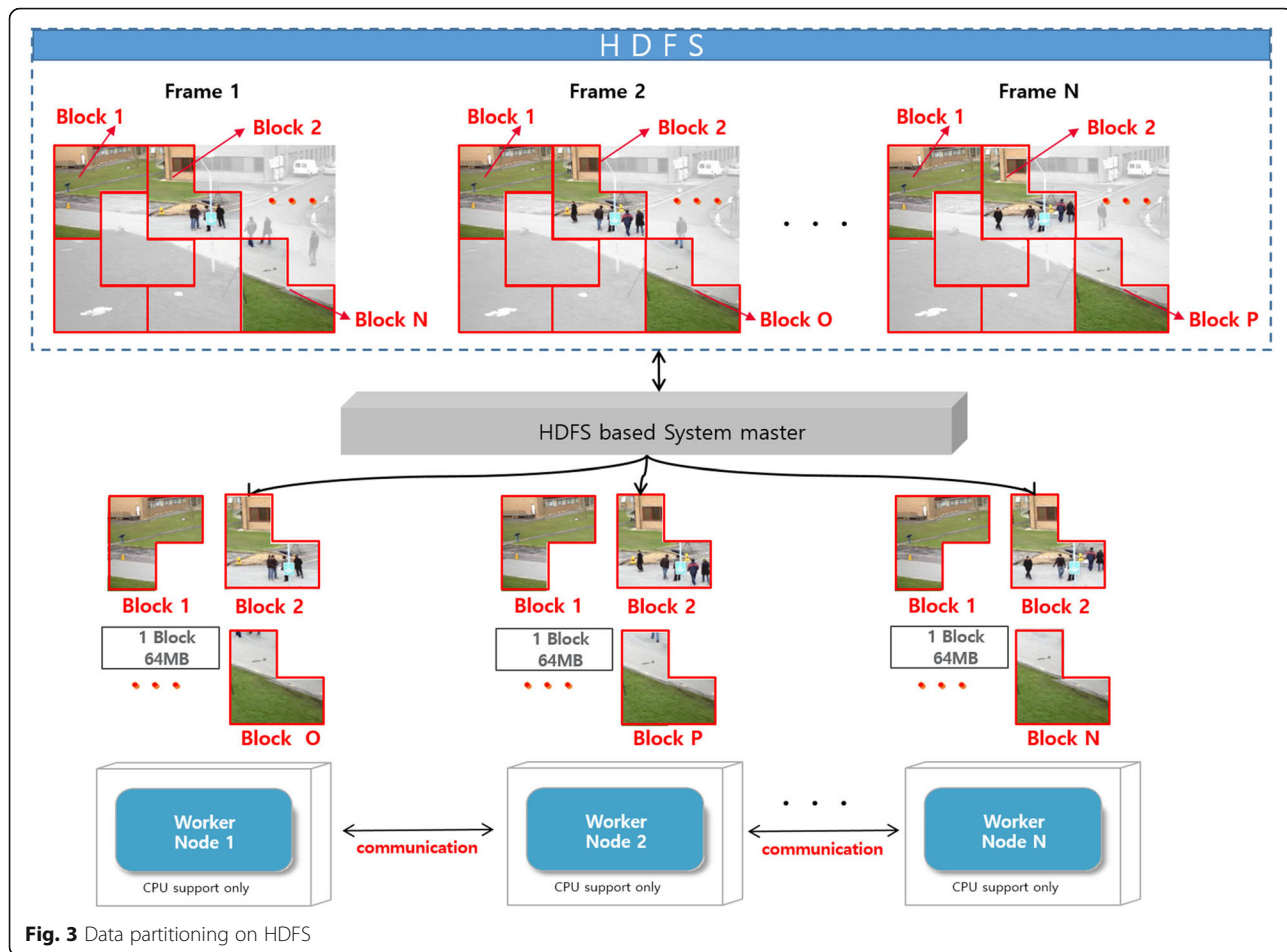 HDFS
Frame 1
Frame 2
Frame N
Block 1
Block 2
Block 1
Block 2
Block 1
Block 2
. . .
Block N
Block O
Block P
HDFS based System master
Block 1
Block 2
Block 1
Block 2
Block 1
Block 2
1 Block
64MB
1 Block
64MB
1 Block
64MB
Block O
Block P
Block N
. . .
Worker
Node 1
Worker
Node 2
Worker
Node N
communication
communication
CPU support only
CPU support only
CPU support only
Fig. 3 Data partitioning on HDFS